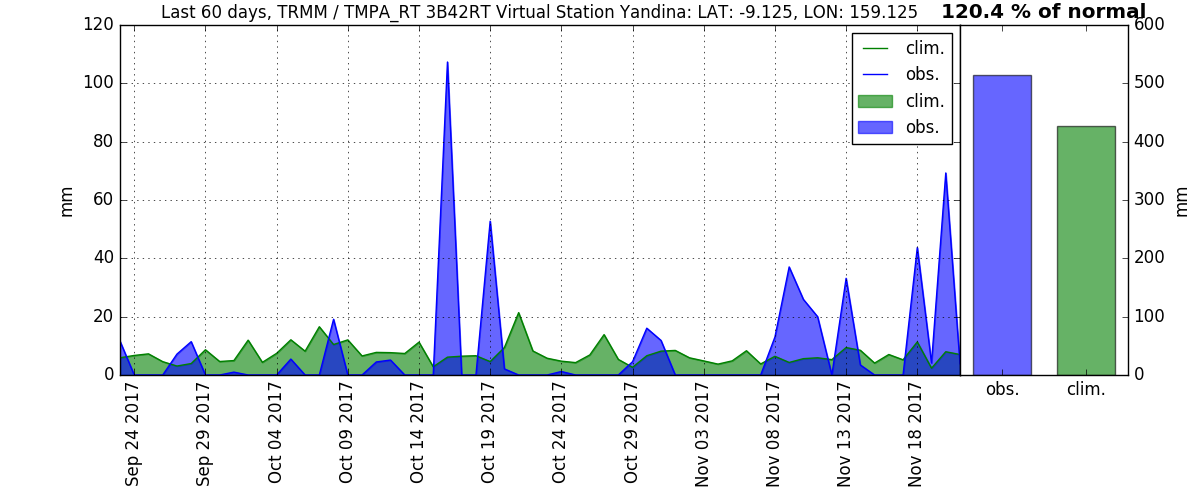 Last 60 days, TRMM / TMPA_RT 3B42RT Virtual Station Yandina: LAT: -9.125, LON: 159.125
120.4 % of normal
120
100
80
60
40
20
0
mm
clim.
obs.
clim.
obs.
600
500
400
300
200
100
0
mm
Sep 24 2017
Sep 29 2017
Oct 04 2017
Oct 09 2017
Oct 14 2017
Oct 19 2017
Oct 24 2017
Oct 29 2017
Nov 03 2017
Nov 08 2017
Nov 13 2017
Nov 18 2017
obs.
clim.